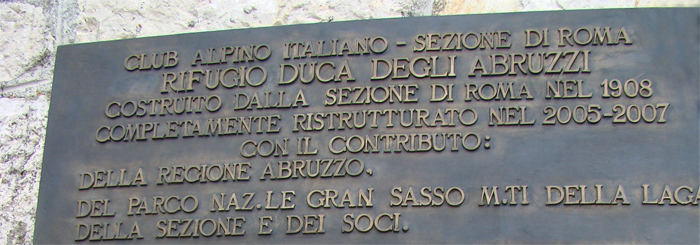 CLUB ALPINO ITALIANO - SEZIONE DI ROMA
RIFUGIO DUCA DEGLI ABRUZZI
COSTRUITO DALLA SEZIONE DI ROMA NEL 1908
COMPLETAMENTE RISTRUTTURATO NEL 2005-2007
CON IL CONTRIBUTO:
DELLA REGIONE ABRUZZO.
DEL PARCO NAZ.LE GRAN SASSO M.TI DELLA
DELLA SEZIONE E DEI SOCI.